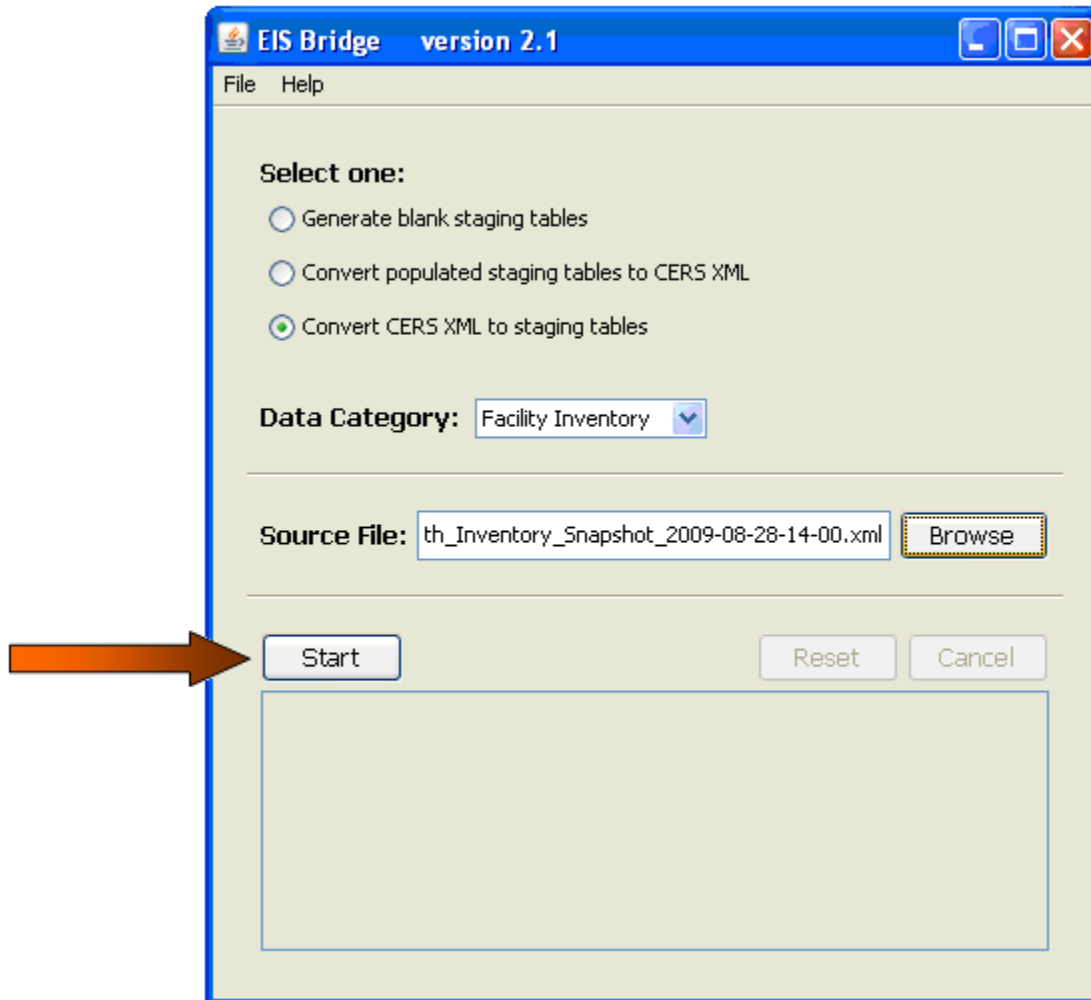 EIS Bridge version 2.1
File Help
Select one:
Generate blank staging tables
Convert populated staging tables to CERS XML
Convert CERS XML to staging tables
Data Category: Facility Inventory
Source File: th_Inventory_Snapshot_2009-08-28-14-00.xml Browse
Start Reset Cancel